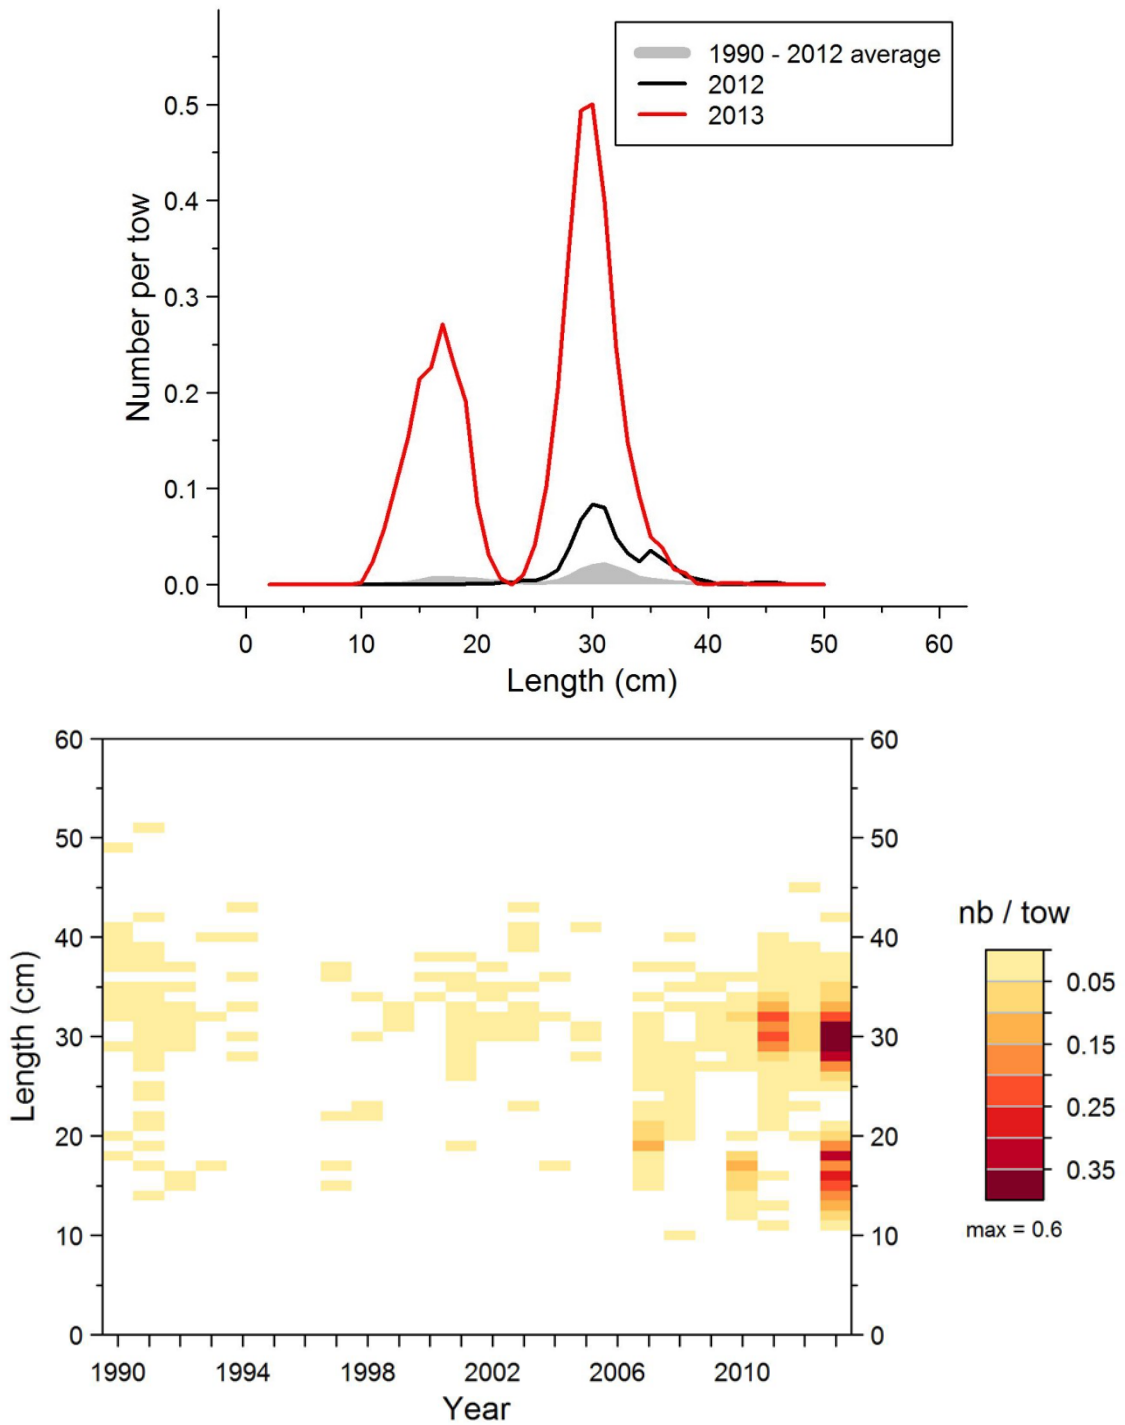 1990 - 2012 average
2012
2013
Number per tow
0.5
0.4
0.3
0.2
0.1
0.0
0 10 20 30 40 50 60
Length (cm)
60 60
50 50
40 40
30 30
20 20
10 10
0 0
Length (cm)
1990 1994 1998 2002 2006 2010
Year
nb / tow
0.05
0.15
0.25
0.35
max = 0.6